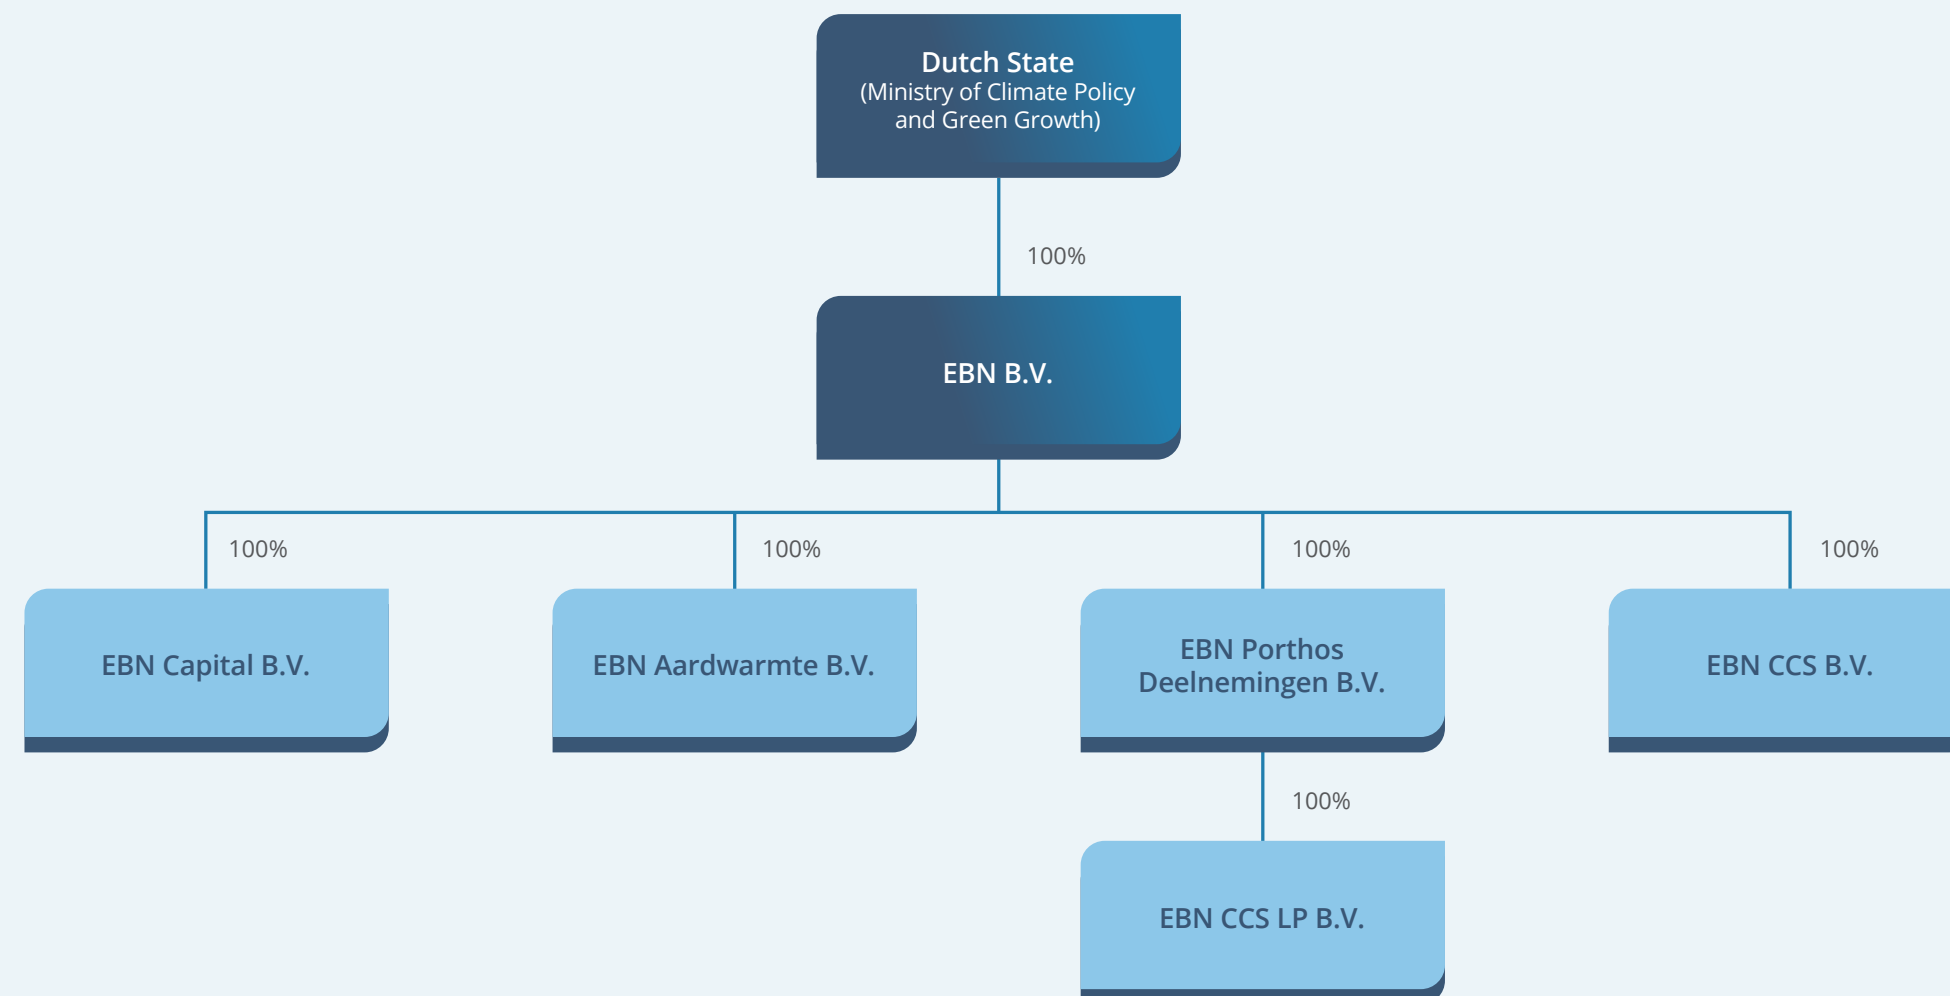 Dutch State
(Ministry of Climate Policy
and Green Growth)
100%
EBN B.V.
100%
100%
100%
100%
EBN Capital B.V.
EBN Aardwarmte B.V.
EBN Porthos
Deelnemingen B.V.
EBN CCS B.V.
100%
EBN CCS LP B.V.